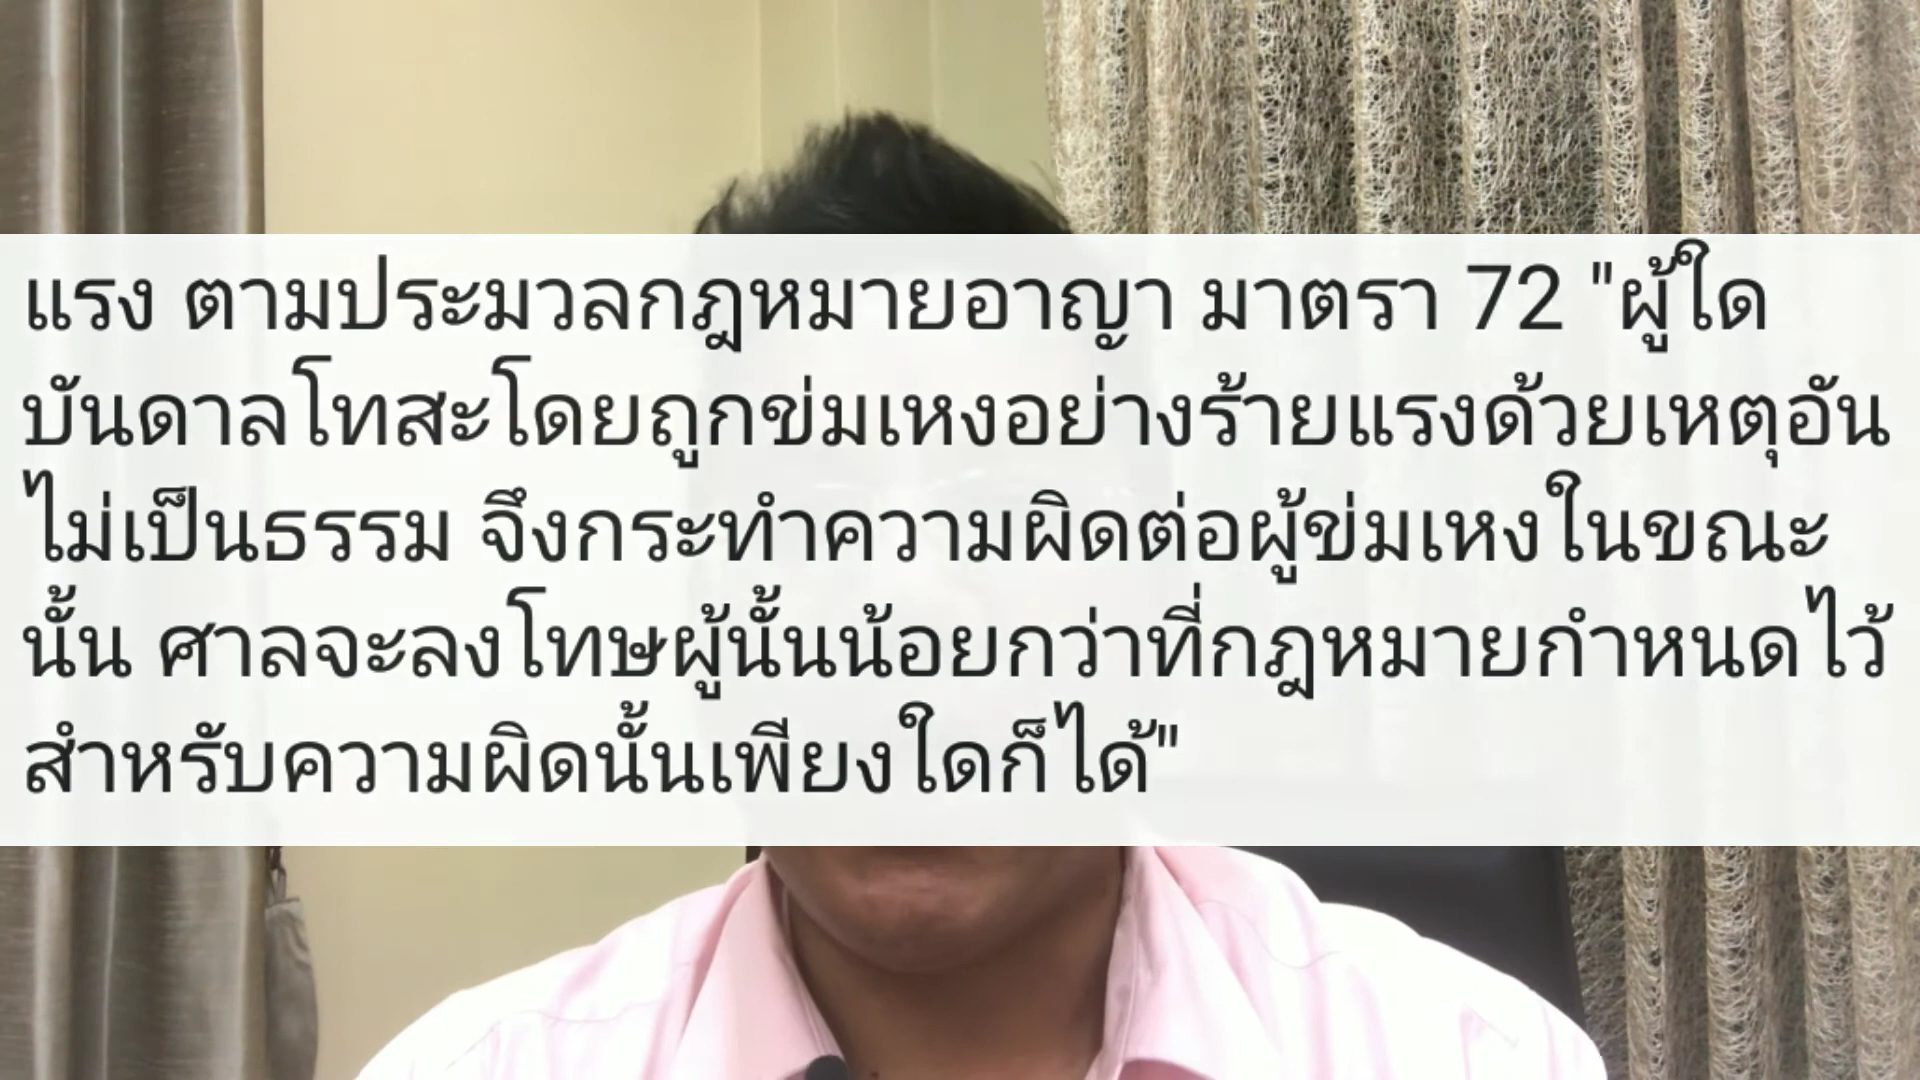 แรง ตามประมวลกฎหมายอาญา มาตรา 72 "ผู้ใด
บันดาลโทสะโดยถูกข่มเหงอย่างร้ายแรงด้วยเหตุอัน
ไม่เป็นธรรม จึงกระทำความผิดต่อผู้ข่มเหงในขณะ
นั้น ศาลจะลงโทษผู้นั้นน้อยกว่าที่กฎหมายกำหนดไว้
สำหรับความผิดนั้นเพียงใดก็ได้"